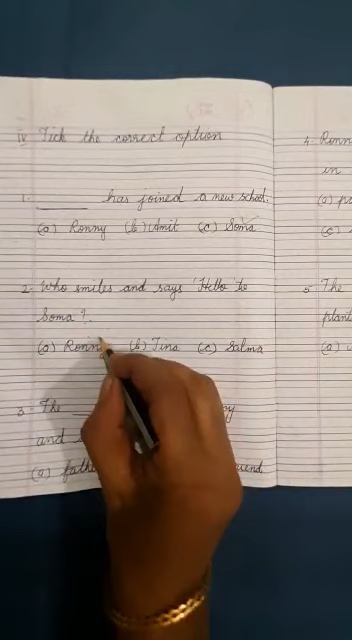 iv Tick the correct option
1. ______ has joined a new school.
(a) Ronny (b) Amit (c) Soma
2. Who smiles and says 'Hello' to
Soma?
(a) Ronn (b) Tina (c) Salma
3. The
and
(a)
4. Ronn
in
(a)
(c)
5. The
plant
(a)